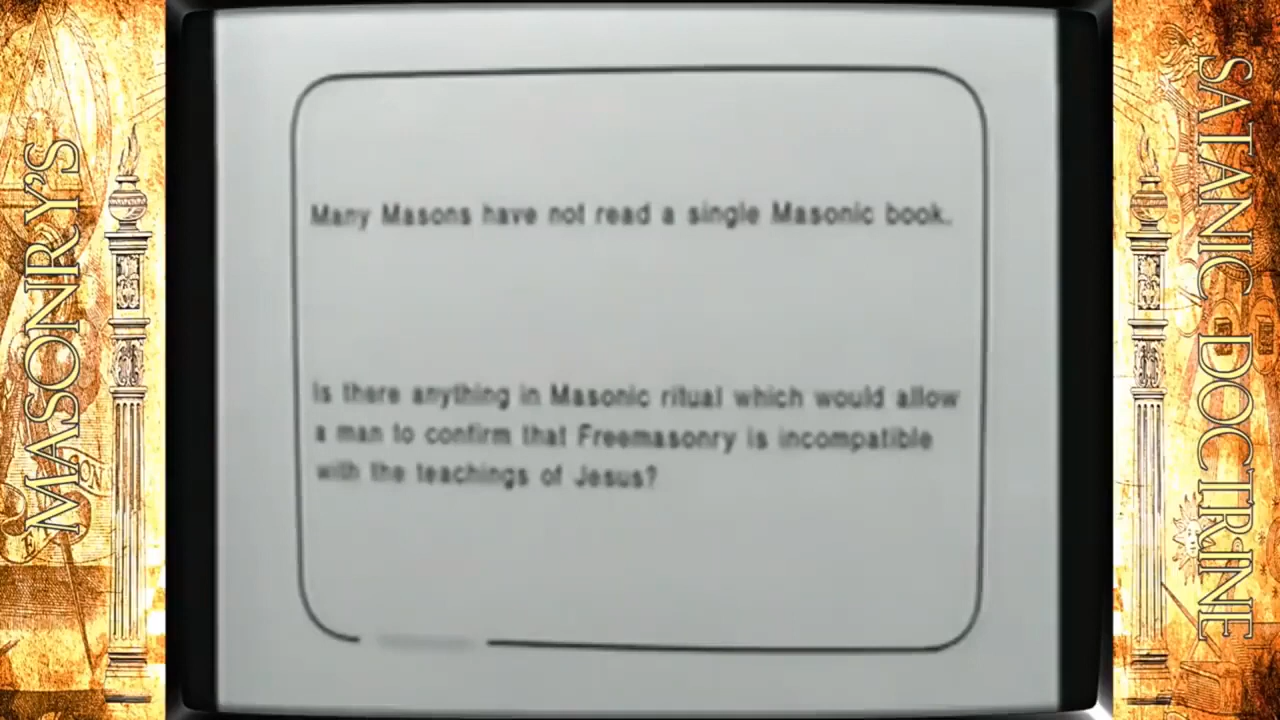 MASONRY'S
Many Masons have not read a single Masonic book.
Is there anything in Masonic ritual which would allow
a man to confirm that Freemasonry is incompatible
with the teachings of Jesus?
SATANIC DOCTRINE